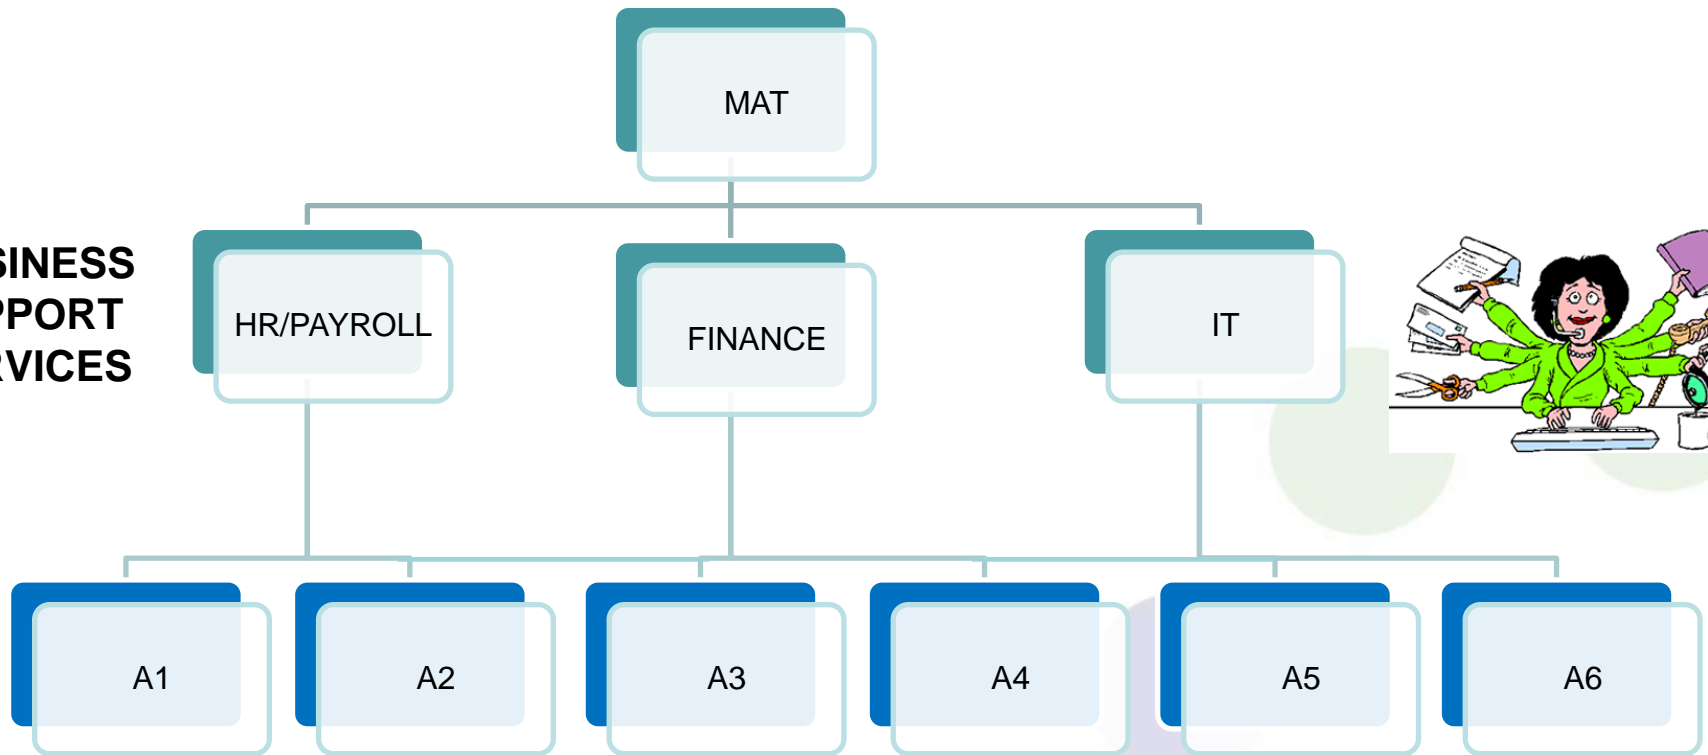 MAT
SINESS
PPORT
RVICES
HR/PAYROLL
FINANCE
IT
A1
A2
A3
A4
A5
A6